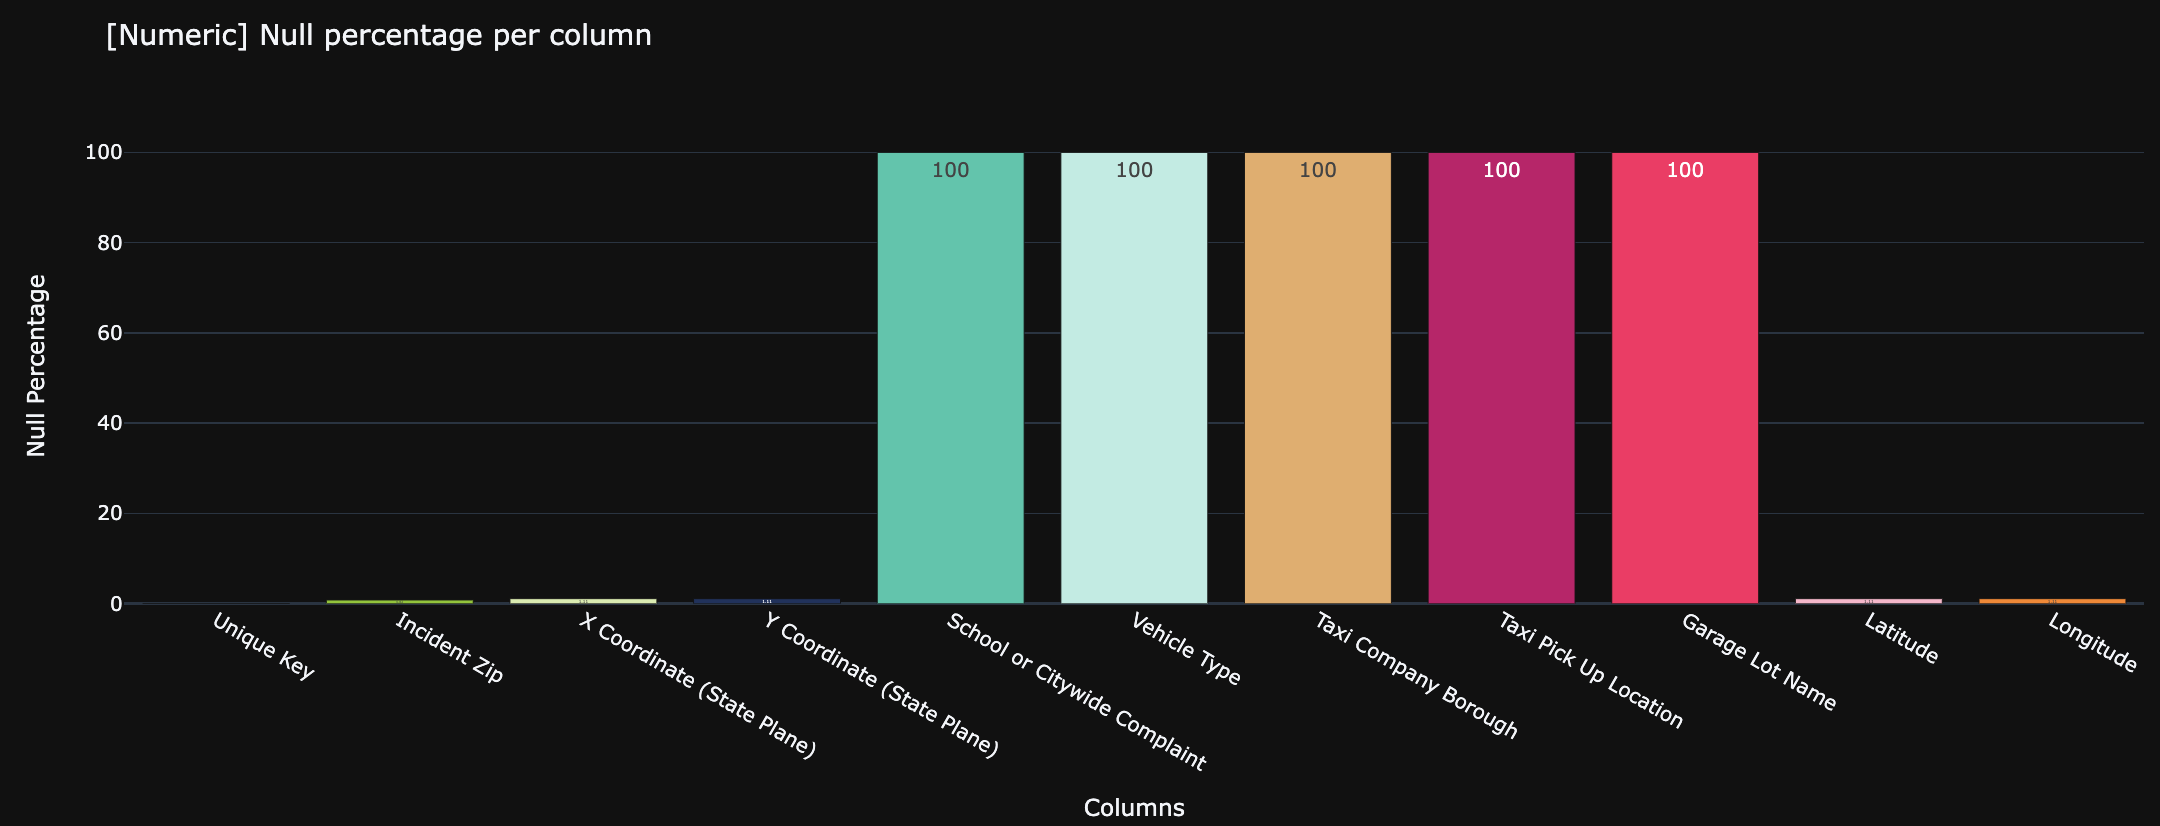 [Numeric] Null percentage per column
Null Percentage
100
80
60
40
20
0
100
100
100
100
100
Unique Key
Incident Zip
X Coordinate (State Plane)
Y Coordinate (State Plane)
School or Citywide Complaint
Vehicle Type
Taxi Company Borough
Taxi Pick Up Location
Garage Lot Name
Latitude
Longitude
Columns